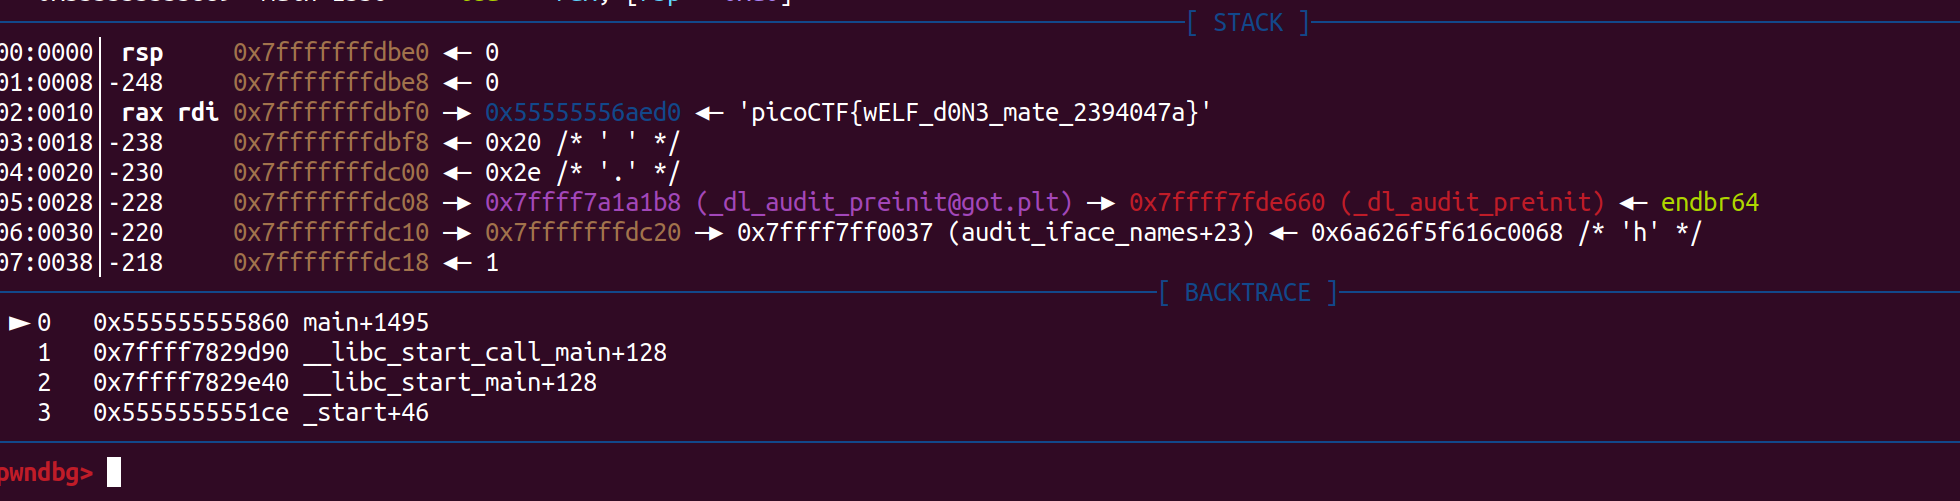 [ STACK ]
00:0000│ rsp 0x7fffffffdbe0 ◂— 0
01:0008│-248 0x7fffffffdbe8 ◂— 0
02:0010│ rax rdi 0x7fffffffdbf0 —▸ 0x55555556aed0 ◂— 'picoCTF{wELF_d0N3_mate_2394047a}'
03:0018│-238 0x7fffffffdbf8 ◂— 0x20 /* ' ' */
04:0020│-230 0x7fffffffdc00 ◂— 0x2e /* '.' */
05:0028│-228 0x7fffffffdc08 —▸ 0x7ffff7a1a1b8 (_dl_audit_preinit@got.plt) —▸ 0x7ffff7fde660 (_dl_audit_preinit) ◂— endbr64
06:0030│-220 0x7fffffffdc10 —▸ 0x7fffffffdc20 —▸ 0x7ffff7ff0037 (audit_iface_names+23) ◂— 0x6a626f5f616c0068 /* 'h' */
07:0038│-218 0x7fffffffdc18 ◂— 1
[ BACKTRACE ]
► 0 0x555555555860 main+1495
1 0x7ffff7829d90 __libc_start_call_main+128
2 0x7ffff7829e40 __libc_start_main+128
3 0x5555555551ce _start+46
pwndbg>